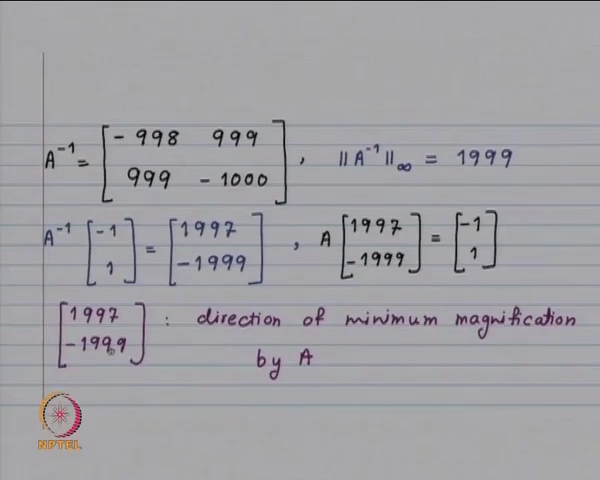 A⁻¹ = [ -998 999
999 -1000 ] , ||A⁻¹||∞ = 1999
A⁻¹ [ -1
1 ] = [ 1997
-1999 ] , A [ 1997
-1999 ] = [ -1
1 ]
[ 1997
-1999 ] : direction of minimum magnification
by A
NPTEL